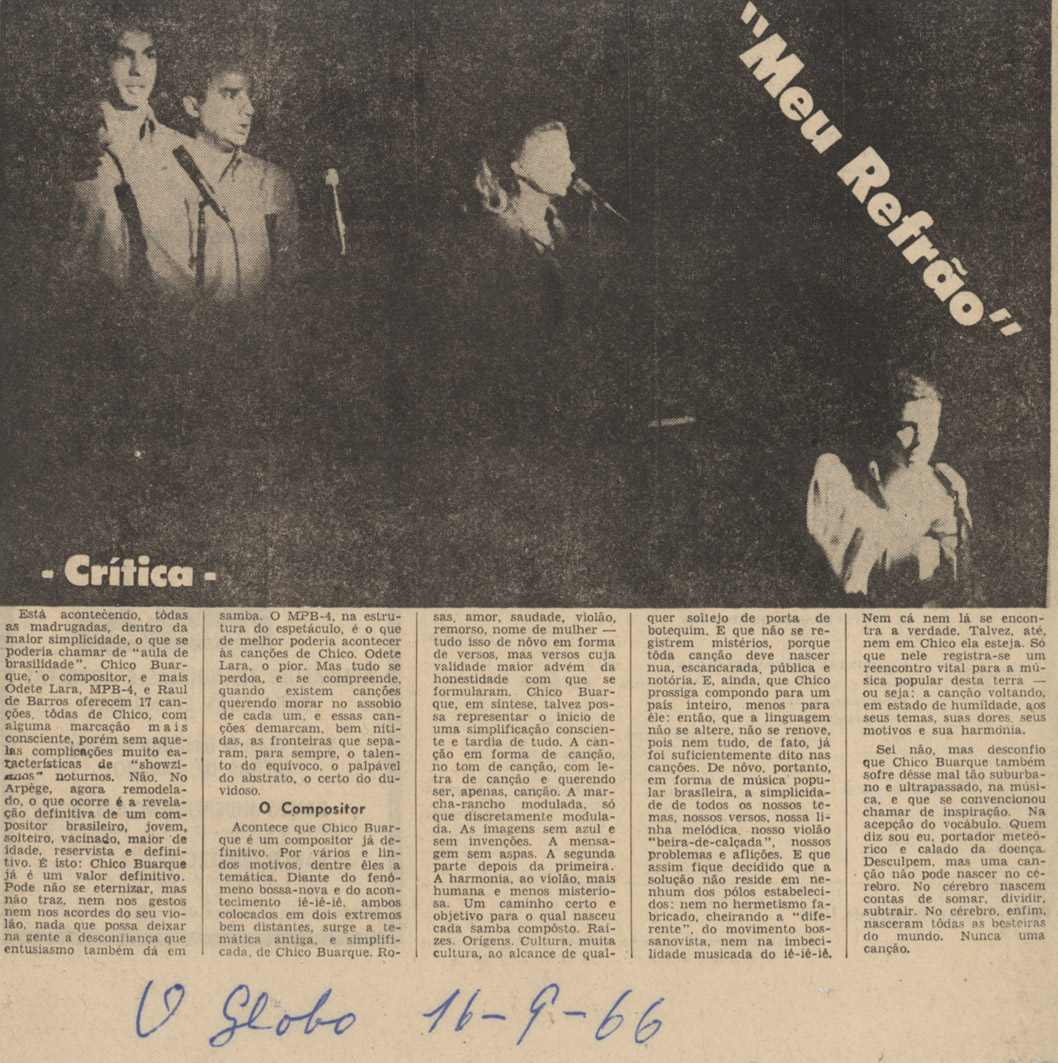 "Meu Refrão"
- Crítica -
Está acontecendo, tôdas
as madrugadas, dentro da
maior simplicidade, o que se
poderia chamar de "aula de
brasilidade". Chico Buar-
que, o compositor, e mais
Odete Lara, MPB-4, e Raul
de Barros oferecem 17 can-
ções, tôdas de Chico, com
alguma marcação mais
consciente, porém sem aque-
las complicações muito ca-
racterísticas de "showzi-
nhos" noturnos. Não. No
Arpège, agora remodela-
do, o que ocorre é a revela-
ção definitiva de um com-
positor brasileiro, jovem,
solteiro, vacinado, maior de
idade, reservista e defini-
tivo. É isto: Chico Buarque
já é um valor definitivo.
Pode não se eternizar, mas
não traz, nem nos gestos
nem nos acordes do seu vio-
lão, nada que possa deixar
na gente a desconfiança que
entusiasmo também dá em
samba. O MPB-4, na estru-
tura do espetáculo, é o que
de melhor poderia acontecer
às canções de Chico. Odete
Lara, o pior. Mas tudo se
perdoa, e se compreende,
quando existem canções
querendo morar no assobio
de cada um, e essas can-
ções demarcam, bem níti-
das, as fronteiras que sepa-
ram, para sempre, o talen-
to do equívoco, o palpável
do abstrato, o certo do du-
vidoso.
O Compositor
Acontece que Chico Buar-
que é um compositor já de-
finitivo. Por vários e lin-
dos motivos, dentre êles a
temática. Diante do fenô-
meno bossa-nova e do acon-
tecimento iê-iê-iê, ambos
colocados em dois extremos
bem distantes, surge a te-
mática antiga, e simplifi-
cada, de Chico Buarque. Ro-
sas, amor, saudade, violão,
remorso, nome de mulher —
tudo isso de nôvo em forma
de versos, mas versos cuja
validade maior advém da
honestidade com que se
formularam. Chico Buar-
que, em síntese, talvez pos-
sa representar o início de
uma simplificação conscien-
te e tardia de tudo. A can-
ção em forma de canção,
no tom de canção, com le-
tra de canção e querendo
ser, apenas, canção. A mar-
cha-rancho modulada, só
que discretamente modula-
da. As imagens sem azul e
sem invenções. A mensa-
gem sem aspas. A segunda
parte depois da primeira.
A harmonia, ao violão, mais
humana e menos misterio-
sa. Um caminho certo e
objetivo para o qual nasceu
cada samba compôsto. Raí-
zes. Origens. Cultura, muita
cultura, ao alcance de qual-
quer solfejo de porta de
botequim. E que não se re-
gistrem mistérios, porque
tôda canção deve nascer
nua, escancarada, pública e
notória. E, ainda, que Chico
prossiga compondo para um
país inteiro, menos para
êle: então, que a linguagem
não se altere, não se renove,
pois nem tudo, de fato, já
foi suficientemente dito nas
canções. De nôvo, portanto,
em forma de música popu-
lar brasileira, a simplicida-
de de todos os nossos te-
mas, nossos versos, nossa li-
nha melódica, nosso violão
"beira-de-calçada", nossos
problemas e aflições. E que
assim fique decidido que a
solução não reside em ne-
nhum dos pólos estabeleci-
dos: nem no hermetismo fa-
bricado, cheirando a "dife-
rente", do movimento bos-
sanovista, nem na imbeci-
lidade musicada do iê-iê-iê.
Nem cá nem lá se encon-
tra a verdade. Talvez, até,
nem em Chico ela esteja. Só
que nele registra-se um
reencontro vital para a mú-
sica popular desta terra —
ou seja: a canção voltando,
em estado de humildade, aos
seus temas, suas dores, seus
motivos e sua harmonia.
Sei não, mas desconfio
que Chico Buarque também
sofre dêsse mal tão suburba-
no e ultrapassado, na músi-
ca, e que se convencionou
chamar de inspiração. Na
acepção do vocábulo. Quem
diz sou eu, portador meteó-
rico e calado da doença.
Desculpem, mas uma can-
ção não pode nascer no cé-
rebro. No cérebro nascem
contas de somar, dividir,
subtrair. No cérebro, enfim,
nasceram tôdas as besteiras
do mundo. Nunca uma
canção.
O Globo 16-9-66